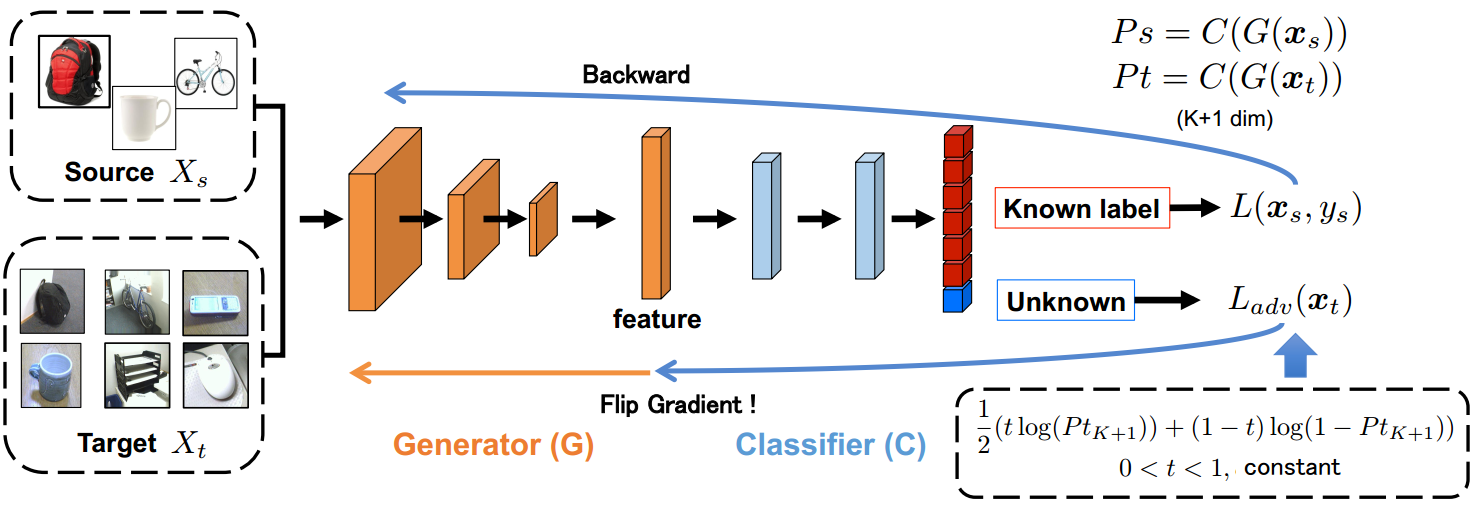 Source $X_s$
Target $X_t$
Backward
feature
Flip Gradient !
Generator (G)
Classifier (C)
$Ps = C(G(\boldsymbol{x}_s))$
$Pt = C(G(\boldsymbol{x}_t))$
(K+1 dim)
Known label
$L(\boldsymbol{x}_s, y_s)$
Unknown
$L_{adv}(\boldsymbol{x}_t)$
$\frac{1}{2}(t \log(Pt_{K+1})) + (1 - t) \log(1 - Pt_{K+1}))$
$0 < t < 1,$ constant